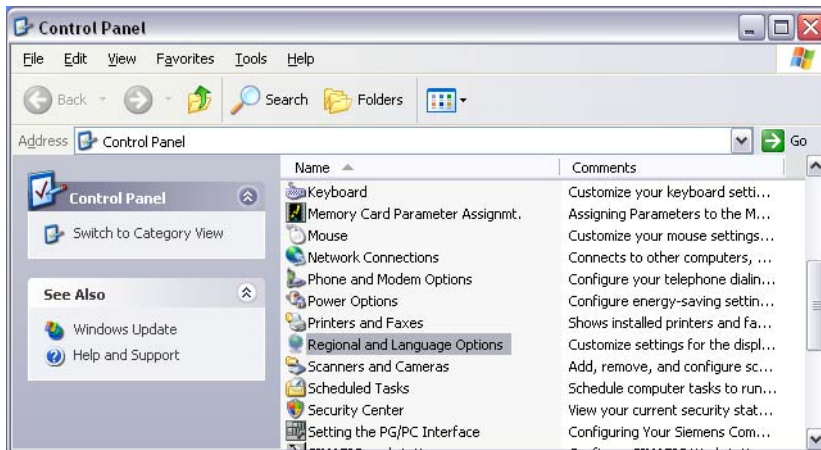 Control Panel
File Edit View Favorites Tools Help
Back Search Folders
Address Control Panel Go
Control Panel
Switch to Category View
See Also
Windows Update
Help and Support
Name Comments
Keyboard Customize your keyboard setti...
Memory Card Parameter Assignmt. Assigning Parameters to the M...
Mouse Customize your mouse settings...
Network Connections Connects to other computers, ...
Phone and Modem Options Configure your telephone dialin...
Power Options Configure energy-saving settin...
Printers and Faxes Shows installed printers and fa...
Regional and Language Options Customize settings for the displ...
Scanners and Cameras Add, remove, and configure sc...
Scheduled Tasks Schedule computer tasks to run...
Security Center View your current security stat...
Setting the PG/PC Interface Configuring Your Siemens Com...